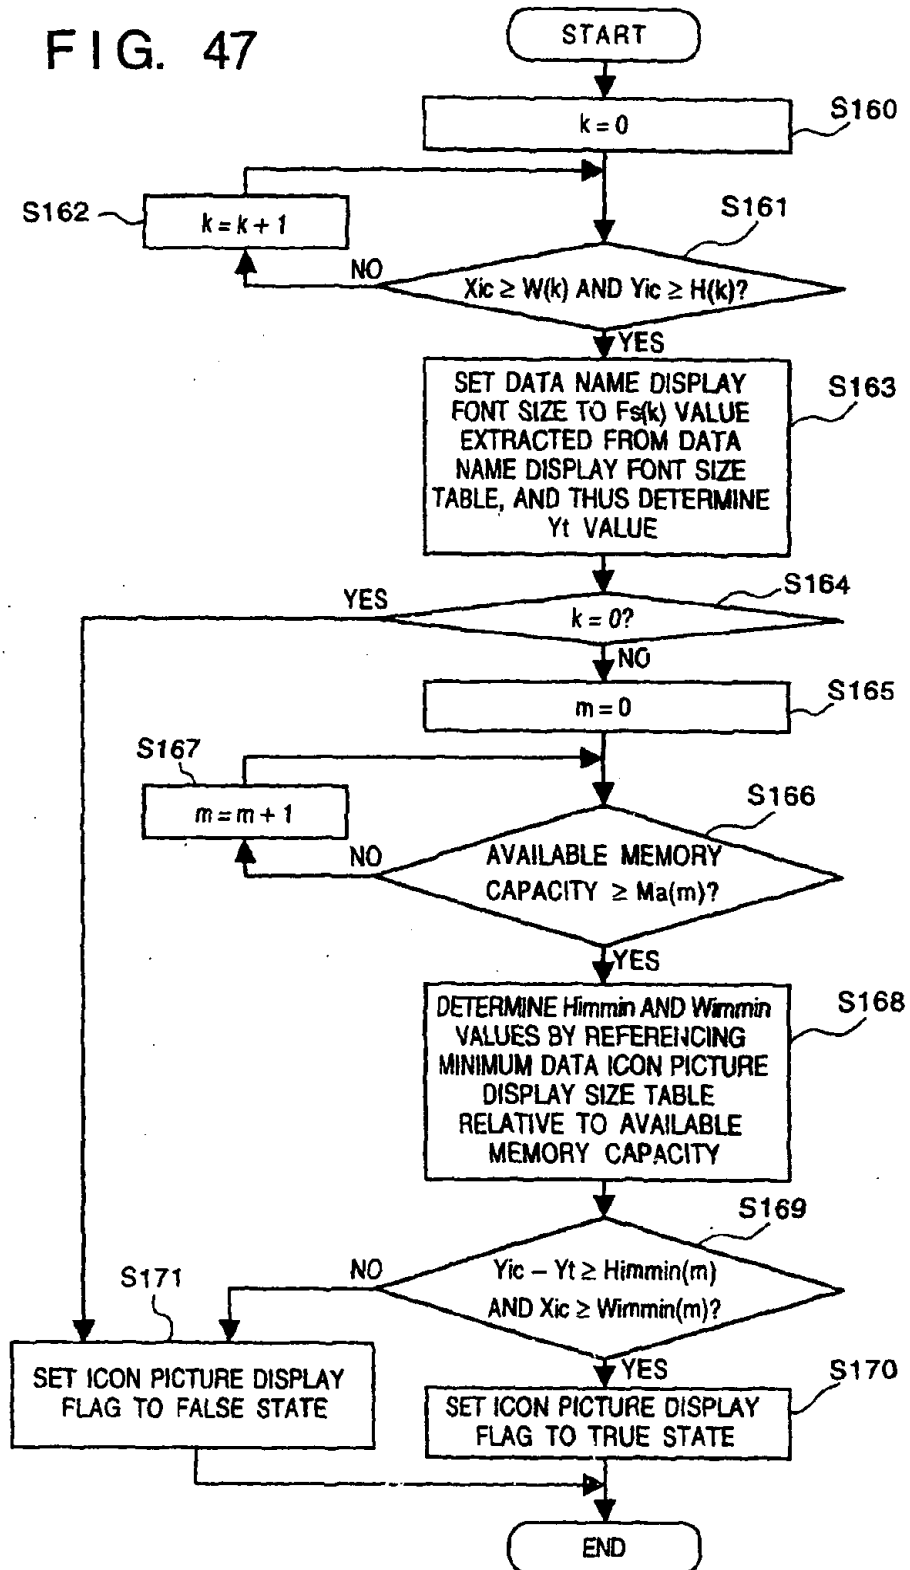 FIG. 47
START
k = 0
S160
S162
k = k + 1
S161
NO
Xic ≥ W(k) AND Yic ≥ H(k)?
YES
SET DATA NAME DISPLAY
FONT SIZE TO Fs(k) VALUE
EXTRACTED FROM DATA
NAME DISPLAY FONT SIZE
TABLE, AND THUS DETERMINE
Yt VALUE
S163
S164
YES
k = 0?
NO
S165
m = 0
S167
m = m + 1
S166
NO
AVAILABLE MEMORY
CAPACITY ≥ Ma(m)?
YES
DETERMINE Himmin AND Wimmin
VALUES BY REFERENCING
MINIMUM DATA ICON PICTURE
DISPLAY SIZE TABLE
RELATIVE TO AVAILABLE
MEMORY CAPACITY
S168
S169
NO
Yic – Yt ≥ Himmin(m)
AND Xic ≥ Wimmin(m)?
S171
YES
S170
SET ICON PICTURE DISPLAY
FLAG TO FALSE STATE
SET ICON PICTURE DISPLAY
FLAG TO TRUE STATE
END